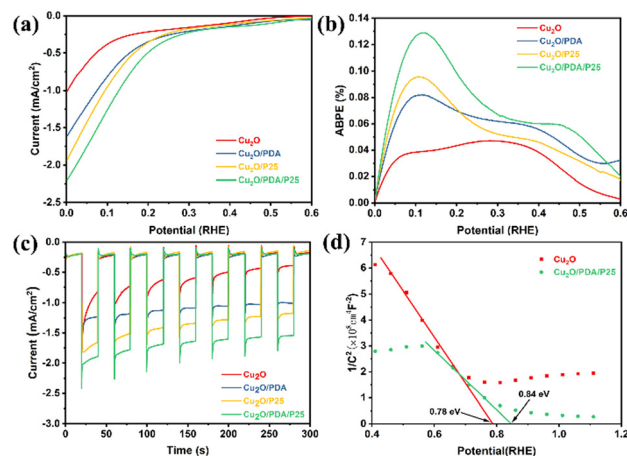 (a)
0.0
-0.5
-1.0
-1.5
-2.0
-2.5
Current (mA/cm²)
Cu₂O
Cu₂O/PDA
Cu₂O/P25
Cu₂O/PDA/P25
0.0 0.1 0.2 0.3 0.4 0.5 0.6
Potential (RHE)
(b)
0.14
0.12
0.10
0.08
0.06
0.04
0.02
0.00
ABPE (%)
Cu₂O
Cu₂O/PDA
Cu₂O/P25
Cu₂O/PDA/P25
0.0 0.1 0.2 0.3 0.4 0.5 0.6
Potential (RHE)
(c)
0.0
-0.5
-1.0
-1.5
-2.0
-2.5
-3.0
Current (mA/cm²)
Cu₂O
Cu₂O/PDA
Cu₂O/P25
Cu₂O/PDA/P25
0 50 100 150 200 250 300
Time (s)
(d)
7
6
5
4
3
2
1
0
Cu₂O
Cu₂O/PDA/P25
0.78 eV
0.84 eV
0.4 0.6 0.8 1.0 1.2
Potential(RHE)